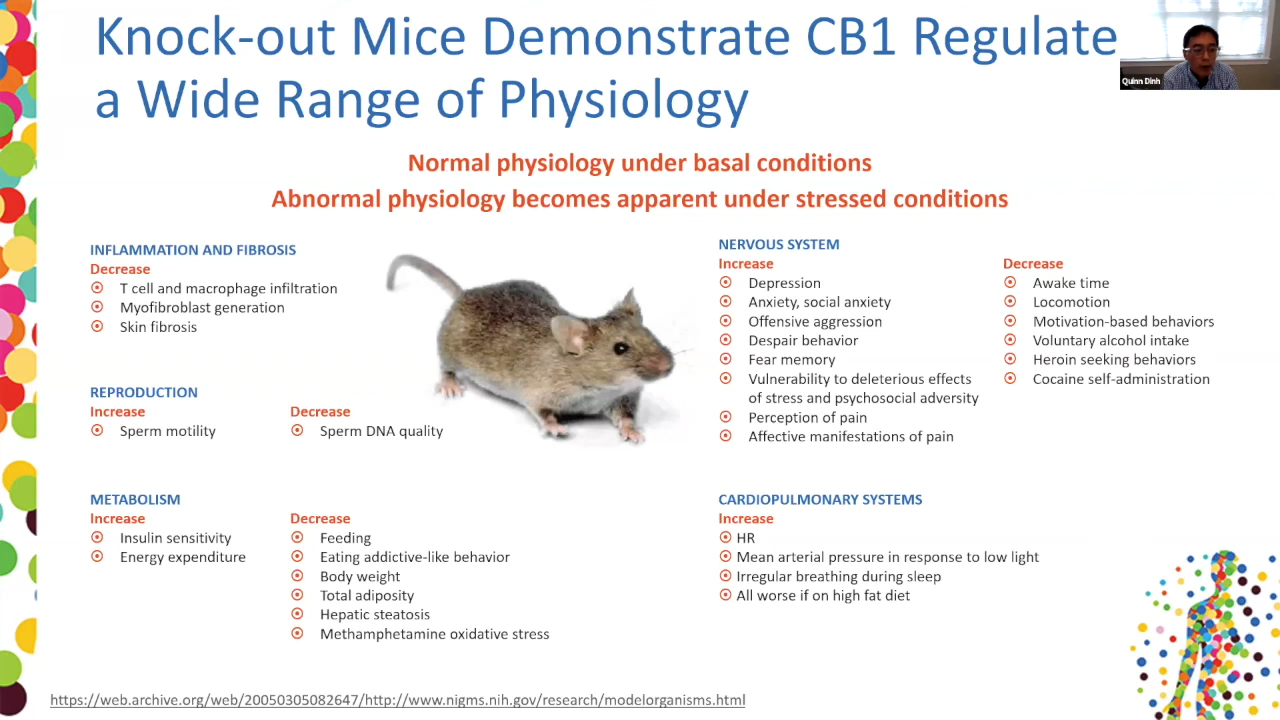 Knock-out Mice Demonstrate CB1 Regulate
a Wide Range of Physiology
Quinn Dinh
Normal physiology under basal conditions
Abnormal physiology becomes apparent under stressed conditions
INFLAMMATION AND FIBROSIS
Decrease
T cell and macrophage infiltration
Myofibroblast generation
Skin fibrosis
REPRODUCTION
Increase
Sperm motility
Decrease
Sperm DNA quality
METABOLISM
Increase
Insulin sensitivity
Energy expenditure
Decrease
Feeding
Eating addictive-like behavior
Body weight
Total adiposity
Hepatic steatosis
Methamphetamine oxidative stress
NERVOUS SYSTEM
Increase
Depression
Anxiety, social anxiety
Offensive aggression
Despair behavior
Fear memory
Vulnerability to deleterious effects
of stress and psychosocial adversity
Perception of pain
Affective manifestations of pain
Decrease
Awake time
Locomotion
Motivation-based behaviors
Voluntary alcohol intake
Heroin seeking behaviors
Cocaine self-administration
CARDIOPULMONARY SYSTEMS
Increase
HR
Mean arterial pressure in response to low light
Irregular breathing during sleep
All worse if on high fat diet
https://web.archive.org/web/20050305082647/http://www.nigms.nih.gov/research/modelorganisms.html